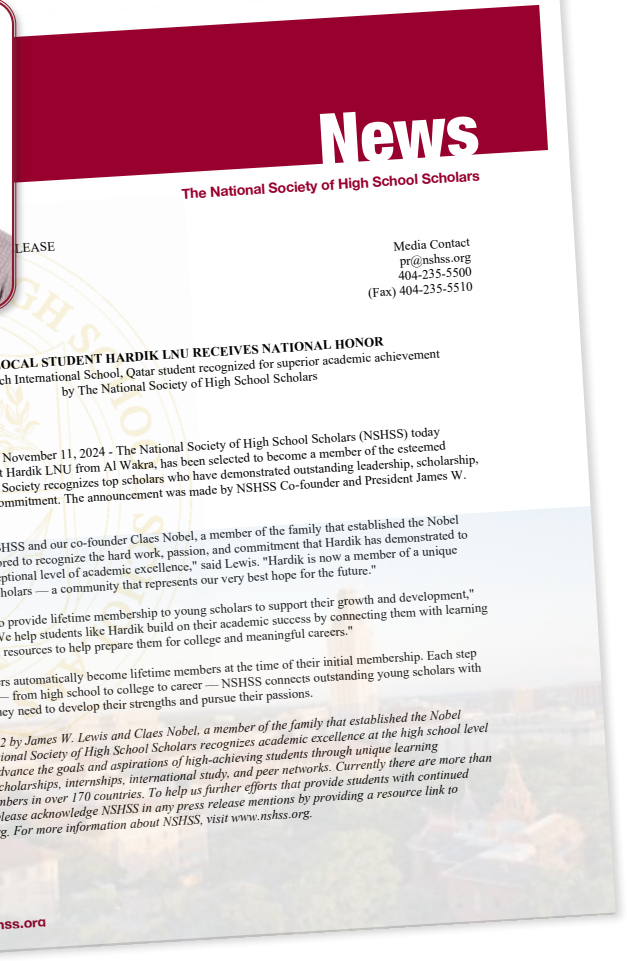 News
The National Society of High School Scholars
LEASE
Media Contact
pr@nshss.org
404-235-5500
(Fax) 404-235-5510
OCAL STUDENT HARDIK LNU RECEIVES NATIONAL HONOR
ch International School, Qatar student recognized for superior academic achievement
by The National Society of High School Scholars
November 11, 2024 - The National Society of High School Scholars (NSHSS) today
t Hardik LNU from Al Wakra, has been selected to become a member of the esteemed
Society recognizes top scholars who have demonstrated outstanding leadership, scholarship,
ommitment. The announcement was made by NSHSS Co-founder and President James W.
SHSS and our co-founder Claes Nobel, a member of the family that established the Nobel
ored to recognize the hard work, passion, and commitment that Hardik has demonstrated to
eptional level of academic excellence," said Lewis. "Hardik is now a member of a unique
holars — a community that represents our very best hope for the future."
o provide lifetime membership to young scholars to support their growth and development,"
We help students like Hardik build on their academic success by connecting them with learning
resources to help prepare them for college and meaningful careers."
rs automatically become lifetime members at the time of their initial membership. Each step
— from high school to college to career — NSHSS connects outstanding young scholars with
hey need to develop their strengths and pursue their passions.
2 by James W. Lewis and Claes Nobel, a member of the family that established the Nobel
ional Society of High School Scholars recognizes academic excellence at the high school level
dvance the goals and aspirations of high-achieving students through unique learning
cholarships, internships, international study, and peer networks. Currently there are more than
mbers in over 170 countries. To help us further efforts that provide students with continued
please acknowledge NSHSS in any press release mentions by providing a resource link to
g. For more information about NSHSS, visit www.nshss.org.
hss.org